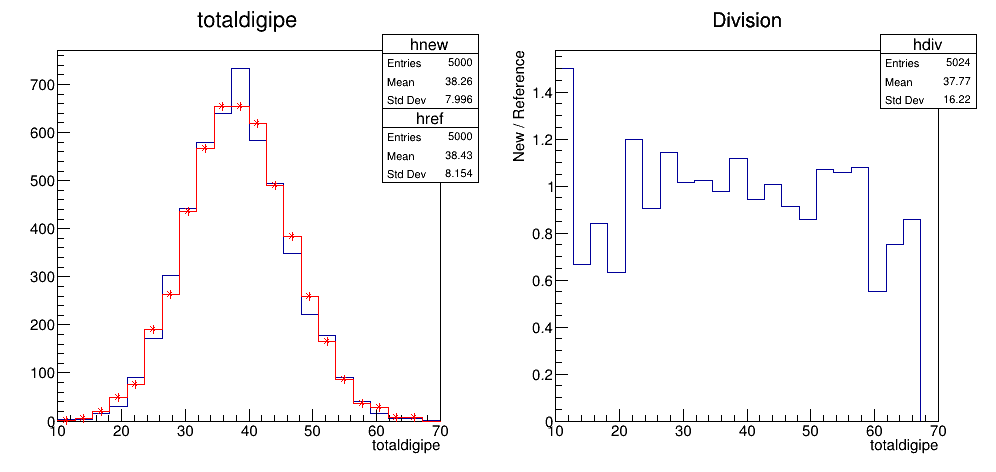 totaldigipe
hnew
Entries 5000
Mean 38.26
Std Dev 7.996
href
Entries 5000
Mean 38.43
Std Dev 8.154
700
600
500
400
300
200
100
0
10 20 30 40 50 60 70
totaldigipe
Division
hdiv
Entries 5024
Mean 37.77
Std Dev 16.22
New / Reference
1.4
1.2
1
0.8
0.6
0.4
0.2
0
10 20 30 40 50 60 70
totaldigipe